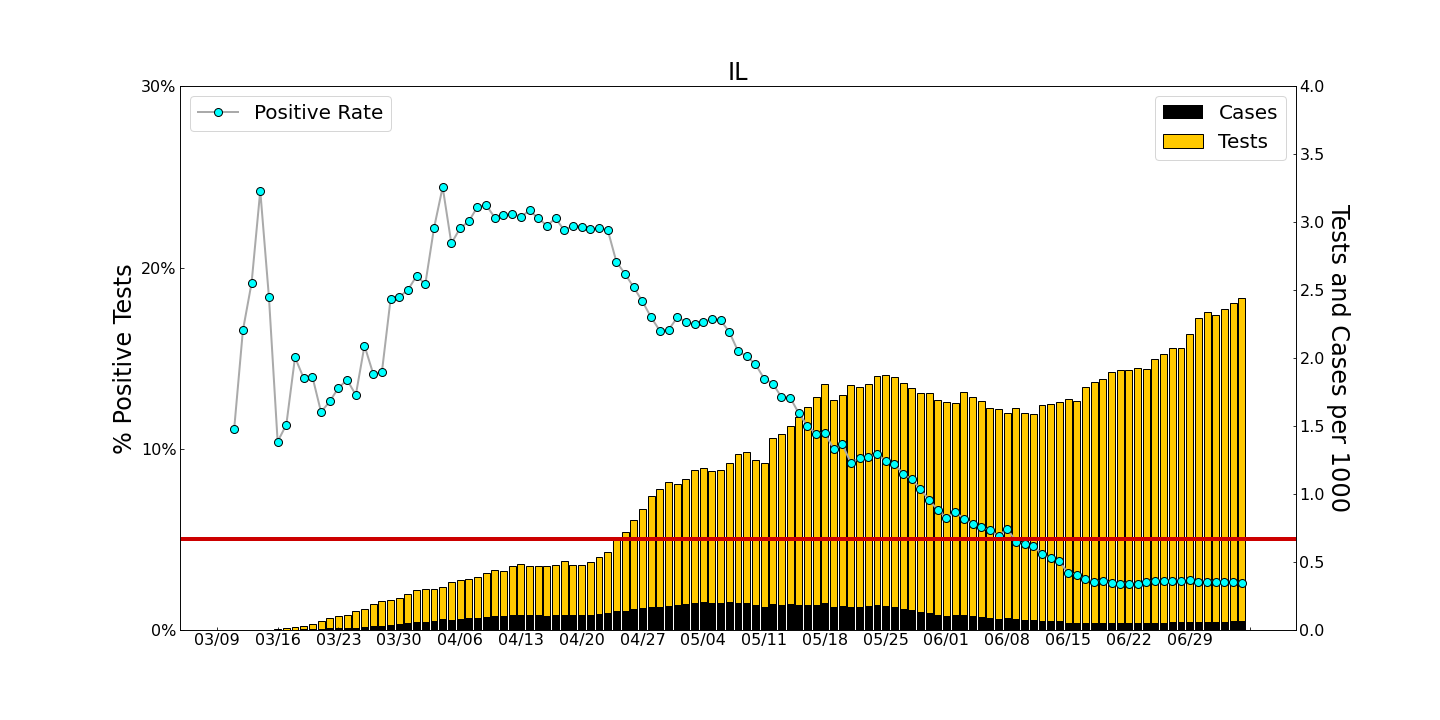 IL
Positive Rate
Cases
Tests
% Positive Tests
30%
20%
10%
0%
4.0
3.5
3.0
2.5
2.0
1.5
1.0
0.5
0.0
Tests and Cases per 1000
03/09 03/16 03/23 03/30 04/06 04/13 04/20 04/27 05/04 05/11 05/18 05/25 06/01 06/08 06/15 06/22 06/29